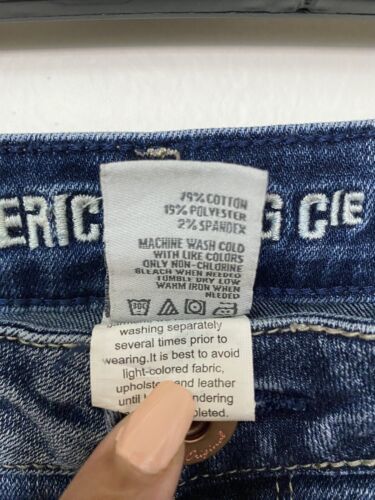 ERIC G CIE
79% COTTON
19% POLYESTER
2% SPANDEX
MACHINE WASH COLD
WITH LIKE COLORS
ONLY NON-CHLORINE
BLEACH WHEN NEEDED
TUMBLE DRY LOW
WARM IRON WHEN
NEEDED
washing separately
several times prior to
wearing.It is best to avoid
light-colored fabric,
and leather
until